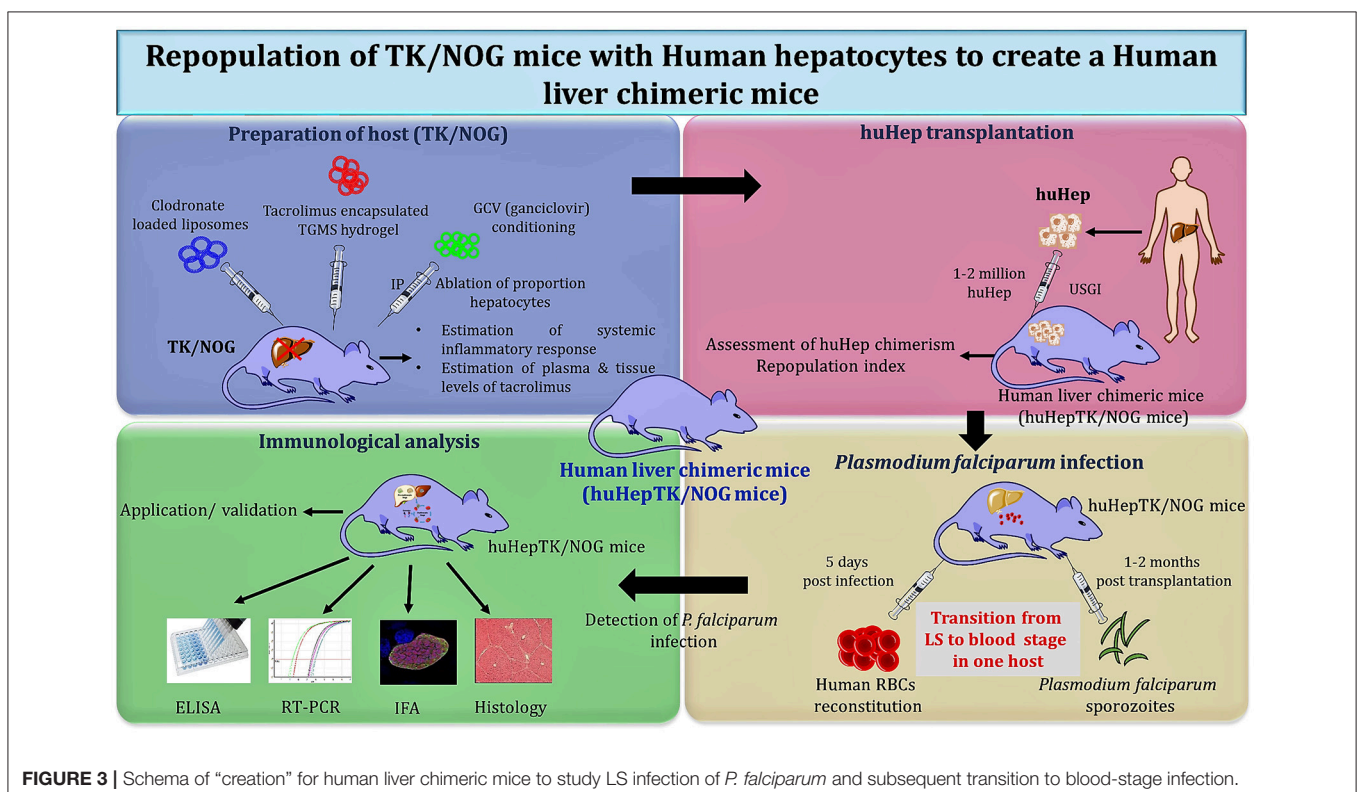 Repopulation of TK/NOG mice with Human hepatocytes to create a Human
liver chimeric mice
Preparation of host (TK/NOG)
Clodronate
loaded liposomes
Tacrolimus encapsulated
TGMS hydrogel
GCV (ganciclovir)
conditioning
IP
Ablation of proportion
hepatocytes
TK/NOG
• Estimation of systemic
inflammatory response
• Estimation of plasma & tissue
levels of tacrolimus
huHep transplantation
huHep
1-2 million
huHep
USGI
Assessment of huHep chimerism
Repopulation index
Human liver chimeric mice
(huHepTK/NOG mice)
Human liver chimeric mice
(huHepTK/NOG mice)
Plasmodium falciparum infection
huHepTK/NOG mice
5 days
post infection
1-2 months
post transplantation
Transition from
LS to blood stage
in one host
Human RBCs
reconstitution
Plasmodium falciparum
sporozoites
Detection of P. falciparum
infection
Immunological analysis
Application/ validation
huHepTK/NOG mice
ELISA
RT-PCR
IFA
Histology
FIGURE 3 | Schema of “creation” for human liver chimeric mice to study LS infection of P. falciparum and subsequent transition to blood-stage infection.